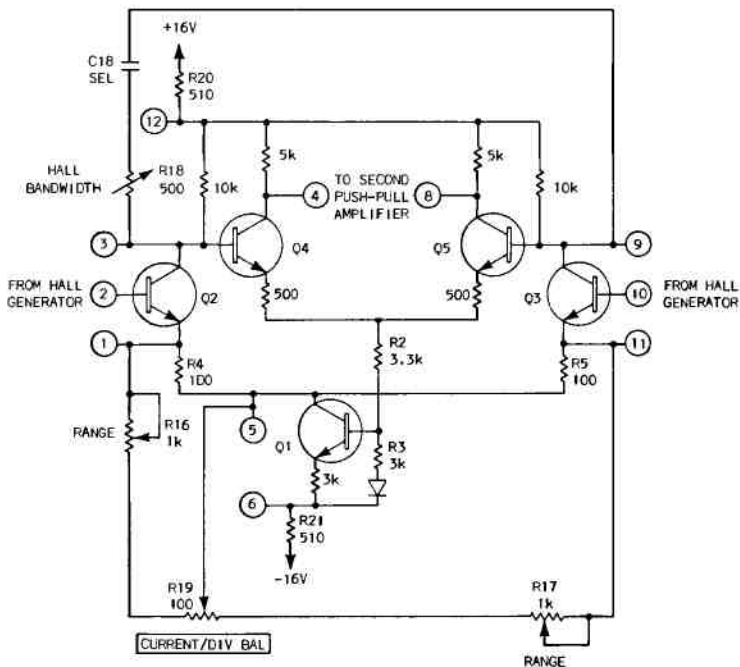 +16V
C18
SEL
R20
510
12
HALL
BANDWIDTH
R18
500
10k
5k
5k
10k
4
TO SECOND
PUSH-PULL
AMPLIFIER
8
3
Q4
Q5
9
FROM HALL
GENERATOR
2
Q2
500
500
Q3
10
FROM HALL
GENERATOR
1
R4
100
R2
3.3k
R5
100
11
RANGE
R16
1k
5
Q1
R3
3k
3k
6
R21
510
-16V
R19
100
R17
1k
CURRENT/DIV BAL
RANGE